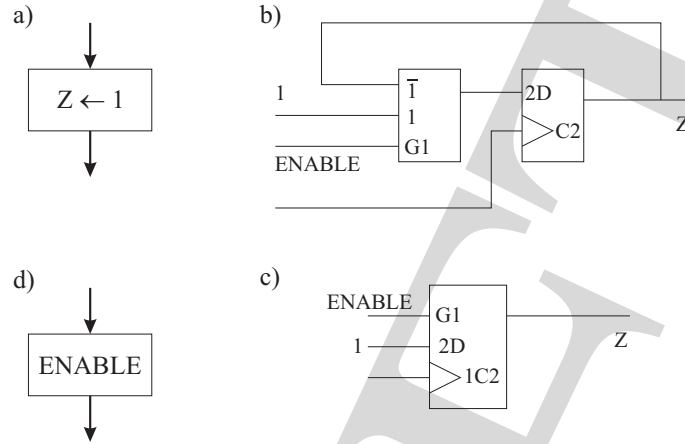 a)
Z ← 1
b)
1
1̅
1
G1
ENABLE
2D
C2
Z
d)
ENABLE
c)
ENABLE
1
G1
2D
1C2
Z